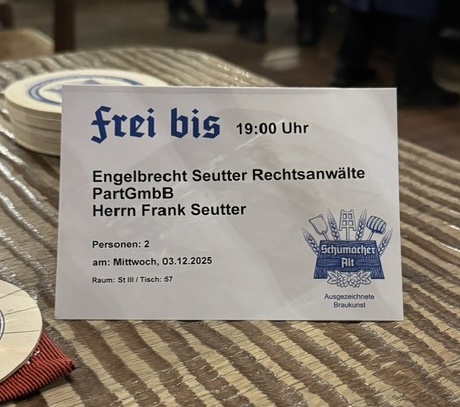 frei bis 19:00 Uhr
Engelbrecht Seutter Rechtsanwälte
PartGmbB
Herrn Frank Seutter
Personen: 2
am: Mittwoch, 03.12.2025
Raum: St III / Tisch: 57
Schumacher
Alt
Ausgezeichnete
Braukunst